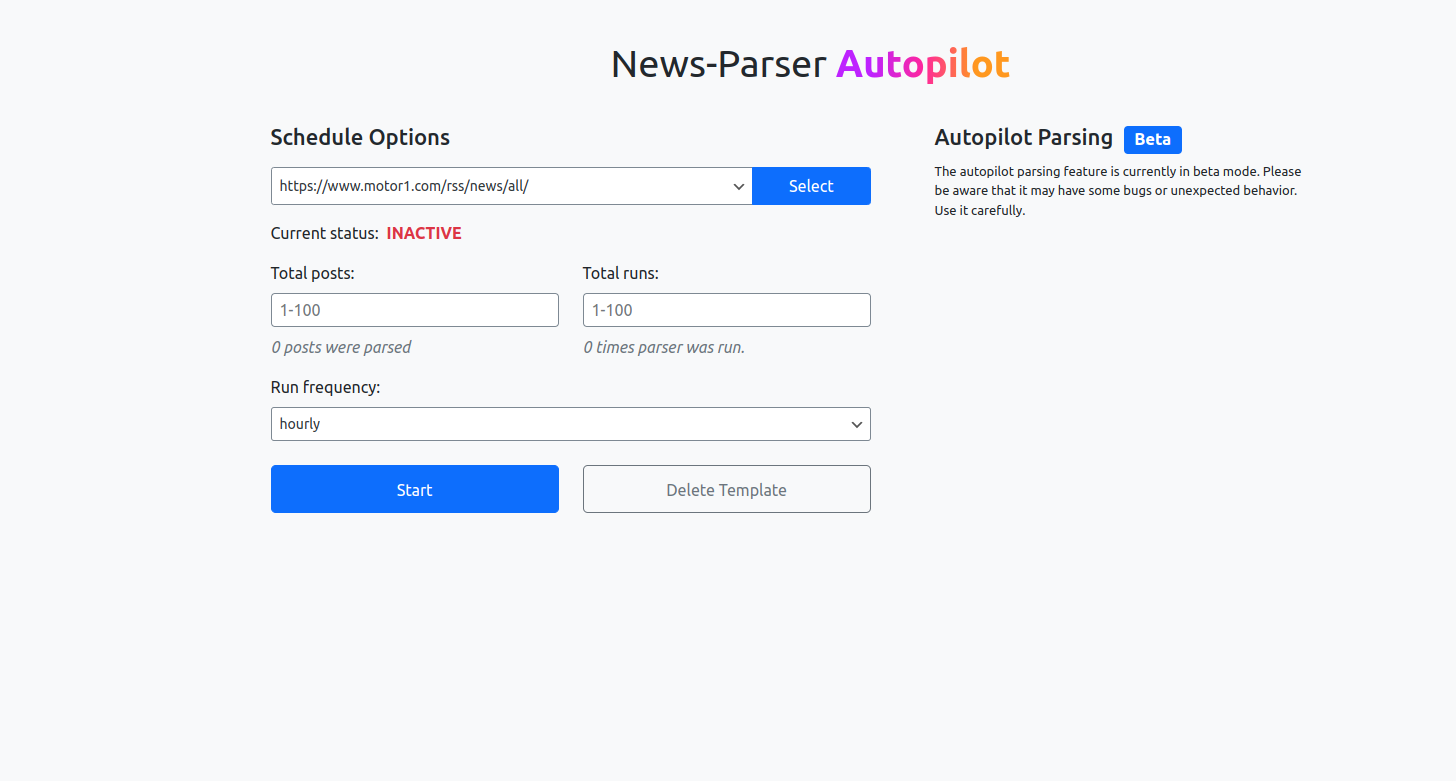 News-Parser Autopilot
Schedule Options
https://www.motor1.com/rss/news/all/
Select
Current status: INACTIVE
Total posts:
Total runs:
1-100
1-100
0 posts were parsed
0 times parser was run.
Run frequency:
hourly
Start
Delete Template
Autopilot Parsing Beta
The autopilot parsing feature is currently in beta mode. Please
be aware that it may have some bugs or unexpected behavior.
Use it carefully.